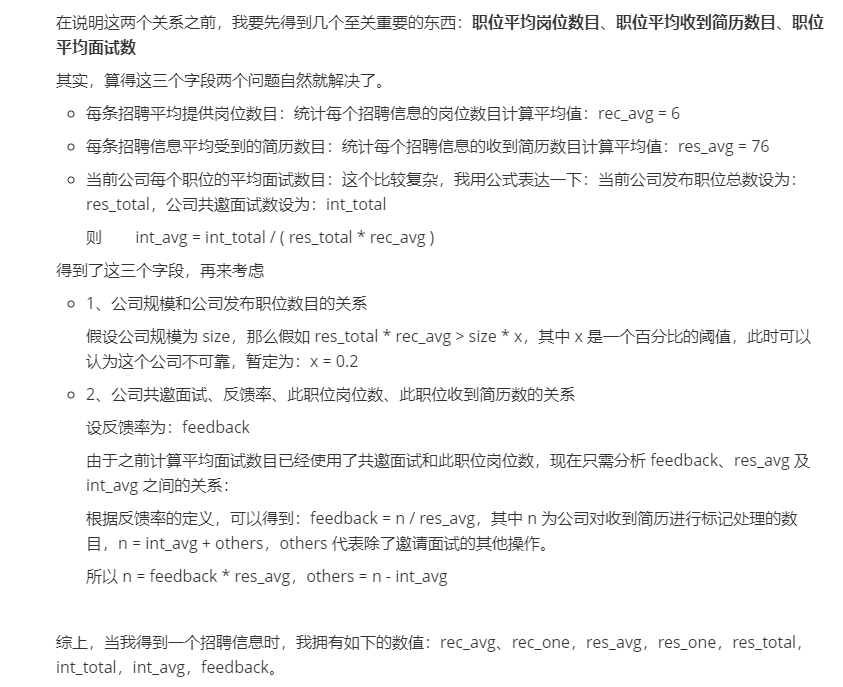 在说明这两个关系之前，我要先得到几个至关重要的东西：职位平均岗位数目、职位平均收到简历数目、职位
平均面试数
其实，算得这三个字段两个问题自然就解决了。
每条招聘平均提供岗位数目：统计每个招聘信息的岗位数目计算平均值：rec_avg = 6
每条招聘信息平均受到的简历数目：统计每个招聘信息的收到简历数目计算平均值：res_avg = 76
当前公司每个职位的平均面试数目：这个比较复杂，我用公式表达一下：当前公司发布职位总数设为：
res_total，公司共邀面试数设为：int_total
则 int_avg = int_total / ( res_total * rec_avg )
得到了这三个字段，再来考虑
1、公司规模和公司发布职位数目的关系
假设公司规模为 size，那么假如 res_total * rec_avg > size * x，其中 x 是一个百分比的阈值，此时可以
认为这个公司不可靠，暂定为：x = 0.2
2、公司共邀面试、反馈率、此职位岗位数、此职位收到简历数的关系
设反馈率为：feedback
由于之前计算平均面试数目已经使用了共邀面试和此职位岗位数，现在只需分析 feedback、res_avg 及
int_avg 之间的关系：
根据反馈率的定义，可以得到：feedback = n / res_avg，其中 n 为公司对收到简历进行标记处理的数
目，n = int_avg + others，others 代表除了邀请面试的其他操作。
所以 n = feedback * res_avg，others = n - int_avg
综上，当我得到一个招聘信息时，我拥有如下的数值：rec_avg、rec_one，res_avg，res_one，res_total，
int_total，int_avg，feedback。